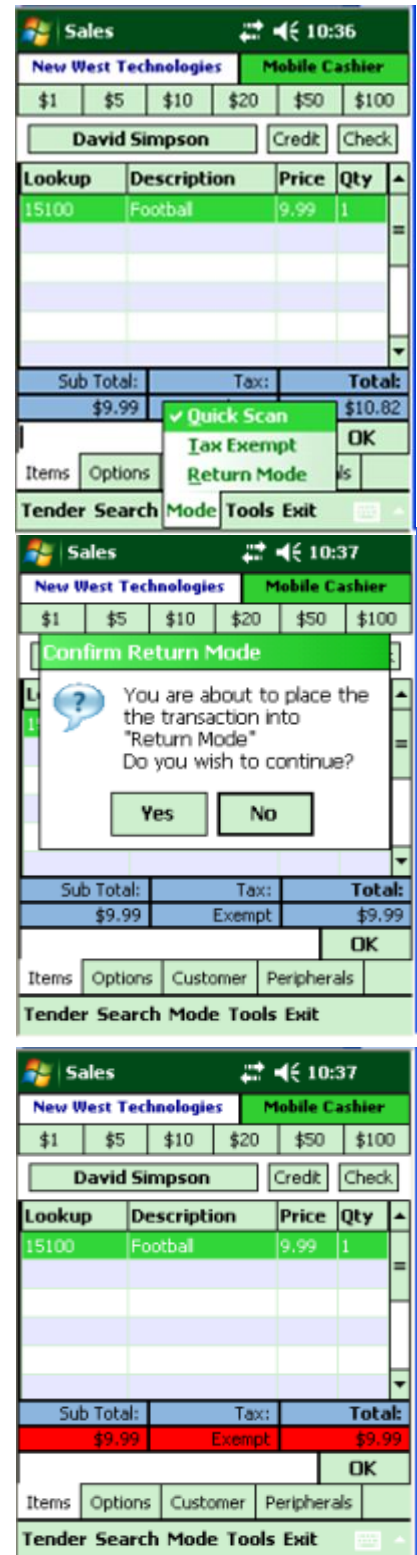 Sales 10:36
New West Technologies Mobile Cashier
$1 $5 $10 $20 $50 $100
David Simpson Credit Check
Lookup Description Price Qty
15100 Football 9.99 1
Sub Total: Tax: Total:
$9.99 $10.82
Quick Scan
OK
Tax Exempt
Items Options Return Mode ls
Tender Search Mode Tools Exit
Sales 10:37
New West Technologies Mobile Cashier
$1 $5 $10 $20 $50 $100
Confirm Return Mode
You are about to place the
the transaction into
"Return Mode"
Do you wish to continue?
Yes No
Sub Total: Tax: Total:
$9.99 Exempt $9.99
OK
Items Options Customer Peripherals
Tender Search Mode Tools Exit
Sales 10:37
New West Technologies Mobile Cashier
$1 $5 $10 $20 $50 $100
David Simpson Credit Check
Lookup Description Price Qty
15100 Football 9.99 1
Sub Total: Tax: Total:
$9.99 Exempt $9.99
OK
Items Options Customer Peripherals
Tender Search Mode Tools Exit